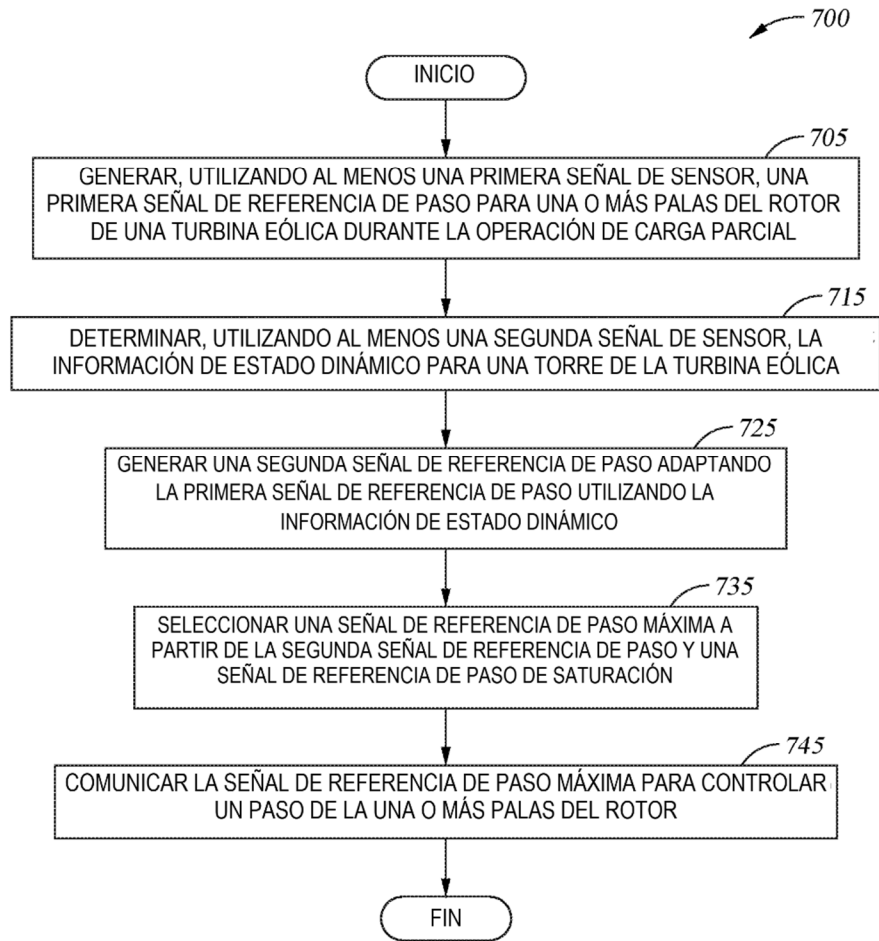 700
INICIO
705
GENERAR, UTILIZANDO AL MENOS UNA PRIMERA SEÑAL DE SENSOR, UNA
PRIMERA SEÑAL DE REFERENCIA DE PASO PARA UNA O MÁS PALAS DEL ROTOR
DE UNA TURBINA EÓLICA DURANTE LA OPERACIÓN DE CARGA PARCIAL
715
DETERMINAR, UTILIZANDO AL MENOS UNA SEGUNDA SEÑAL DE SENSOR, LA
INFORMACIÓN DE ESTADO DINÁMICO PARA UNA TORRE DE LA TURBINA EÓLICA
725
GENERAR UNA SEGUNDA SEÑAL DE REFERENCIA DE PASO ADAPTANDO
LA PRIMERA SEÑAL DE REFERENCIA DE PASO UTILIZANDO LA
INFORMACIÓN DE ESTADO DINÁMICO
735
SELECCIONAR UNA SEÑAL DE REFERENCIA DE PASO MÁXIMA A
PARTIR DE LA SEGUNDA SEÑAL DE REFERENCIA DE PASO Y UNA
SEÑAL DE REFERENCIA DE PASO DE SATURACIÓN
745
COMUNICAR LA SEÑAL DE REFERENCIA DE PASO MÁXIMA PARA CONTROLAR
UN PASO DE LA UNA O MÁS PALAS DEL ROTOR
FIN